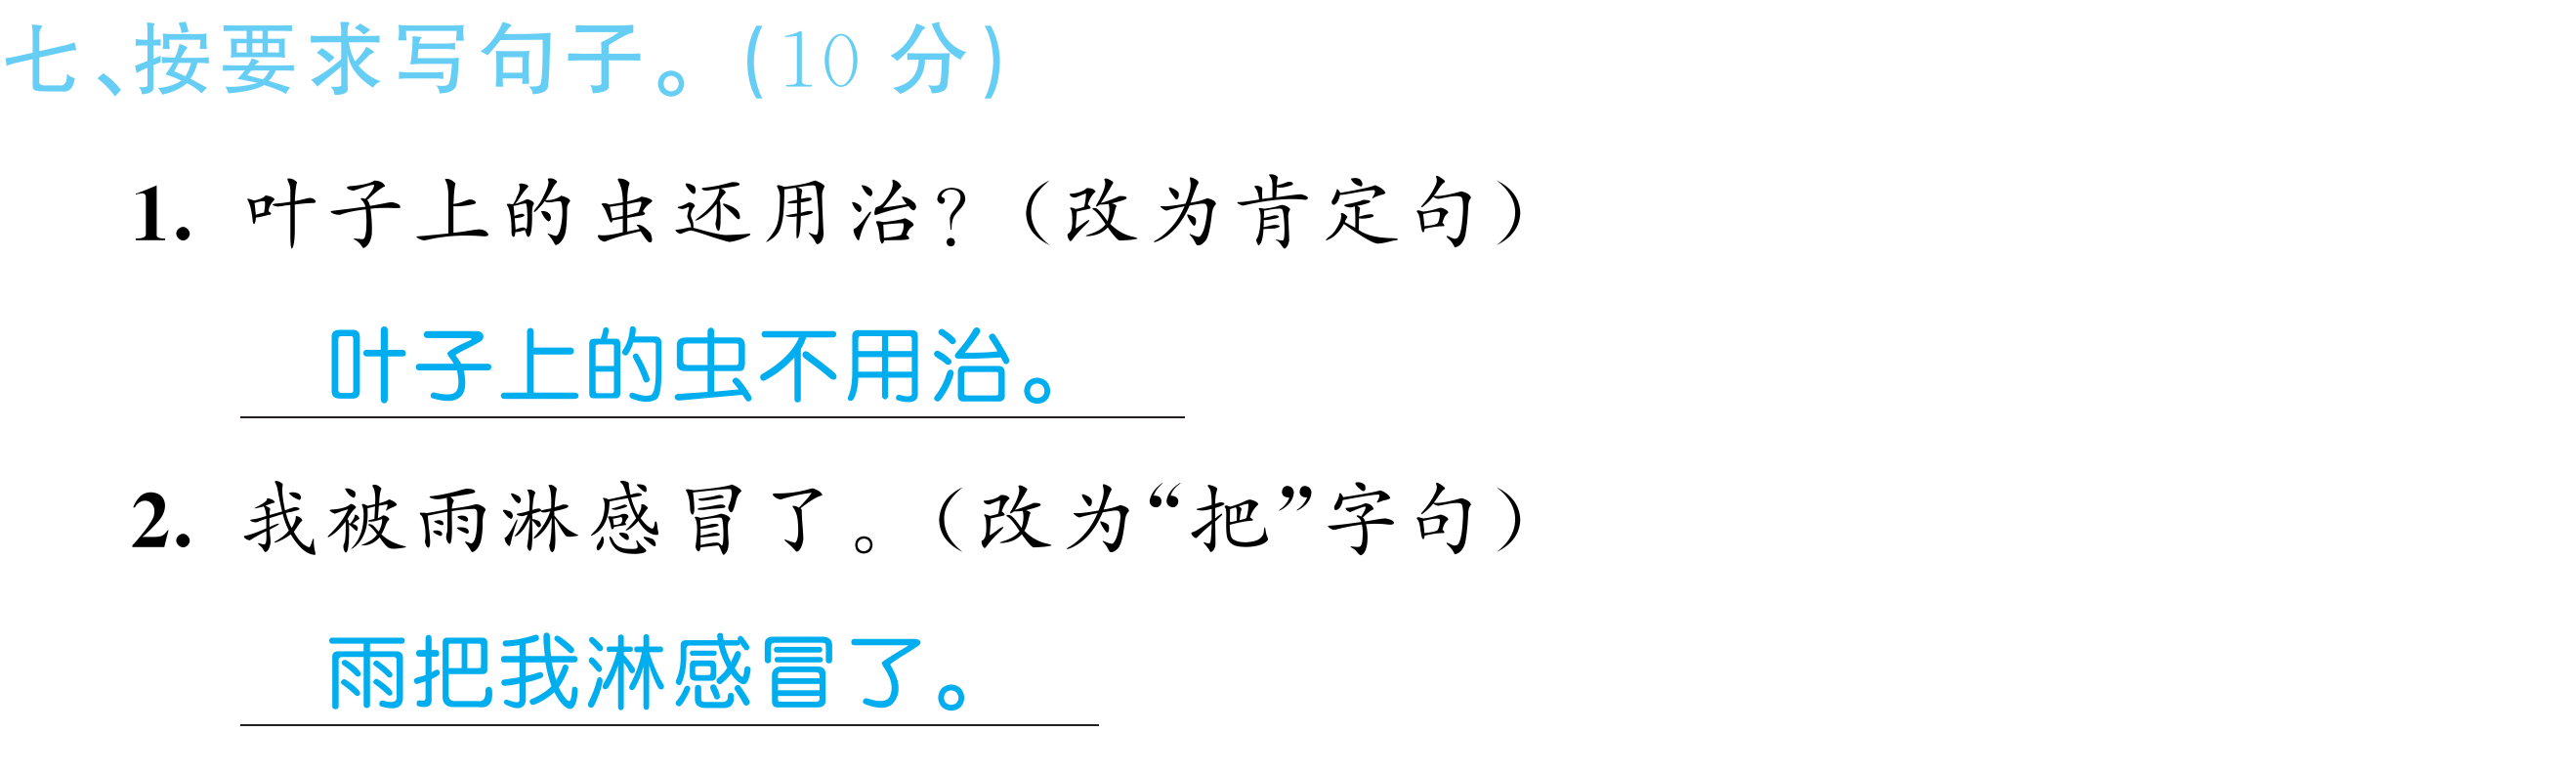 七、按要求写句子。(10 分)
1. 叶子上的虫还用治？（改为肯定句）
叶子上的虫不用治。
2. 我被雨淋感冒了。（改为“把”字句）
雨把我淋感冒了。